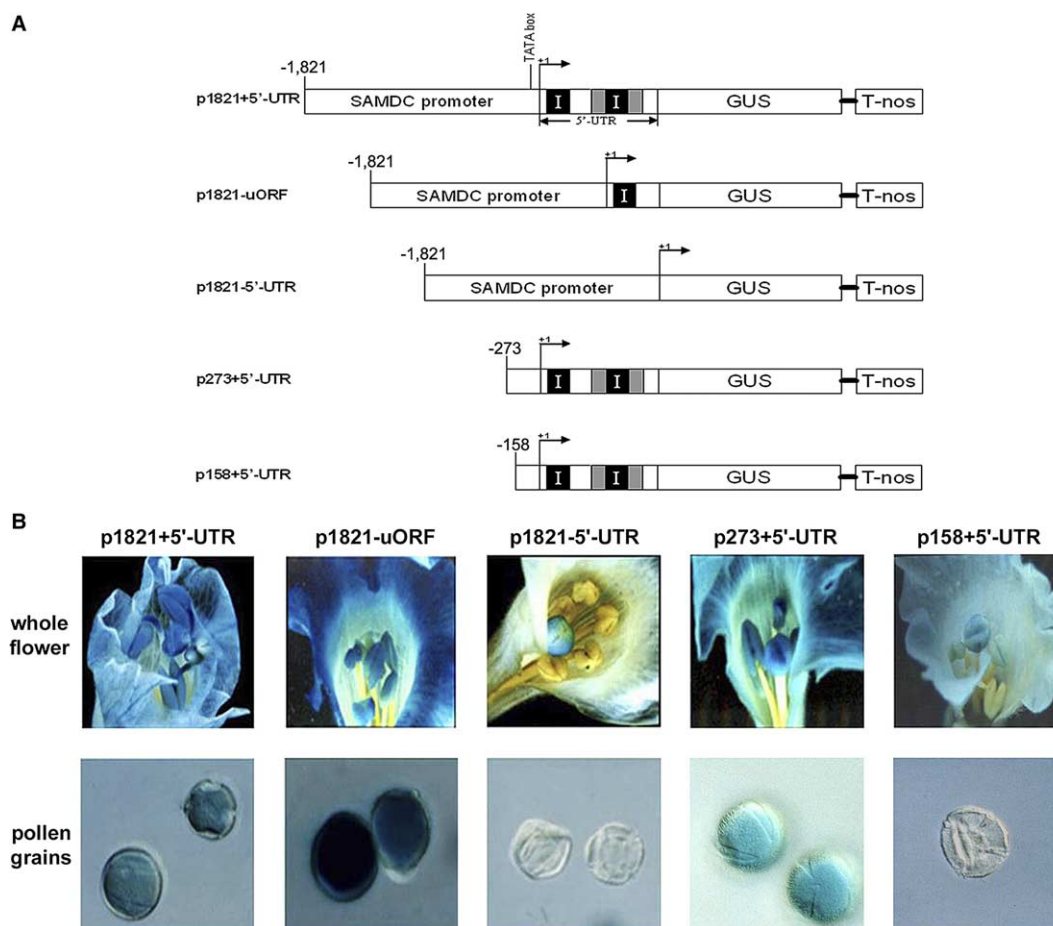 A
TATA box
-1,821
+1
p1821+5'-UTR
SAMDC promoter
I
I
GUS
T-nos
5'-UTR
-1,821
+1
p1821-uORF
SAMDC promoter
I
GUS
T-nos
-1,821
+1
p1821-5'-UTR
SAMDC promoter
GUS
T-nos
-273
+1
p273+5'-UTR
I
I
GUS
T-nos
-158
+1
p158+5'-UTR
I
I
GUS
T-nos
B
p1821+5'-UTR
p1821-uORF
p1821-5'-UTR
p273+5'-UTR
p158+5'-UTR
whole
flower
pollen
grains